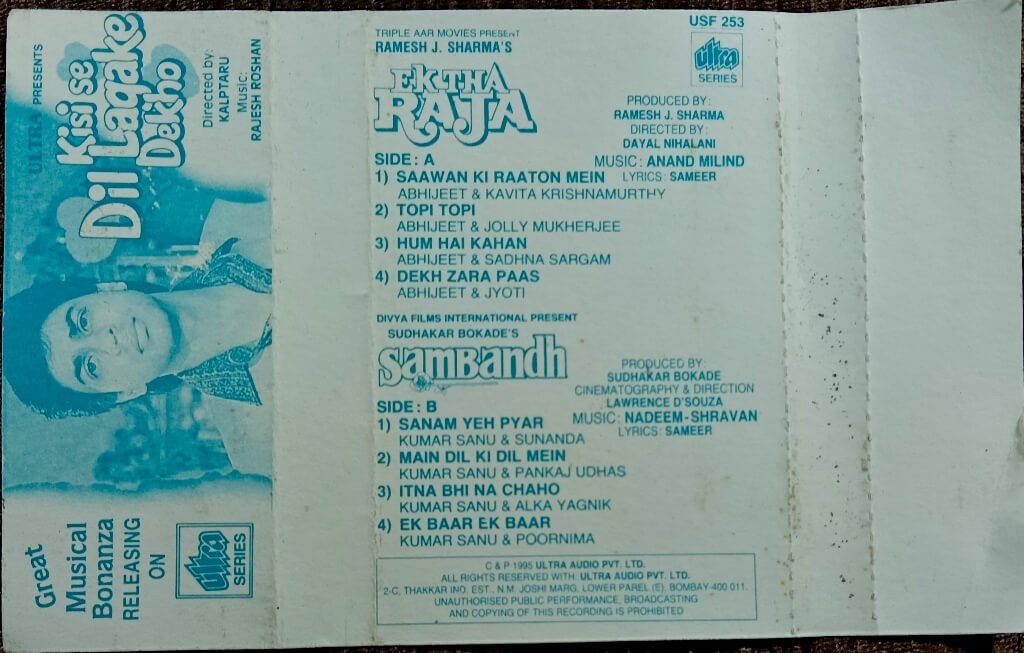 ULTRA PRESENTS
Kisi se
Dil Lagake
Dekho
Directed by:
KALPTARU
Music:
RAJESH ROSHAN
Great
Musical
Bonanza
RELEASING
ON
ultra
SERIES
USF 253
ultra
SERIES
TRIPLE AAR MOVIES PRESENT
RAMESH J. SHARMA'S
EK THA
RAJA
PRODUCED BY:
RAMESH J. SHARMA
DIRECTED BY:
DAYAL NIHALANI
MUSIC: ANAND MILIND
LYRICS: SAMEER
SIDE: A
1) SAAWAN KI RAATON MEIN
ABHIJEET & KAVITA KRISHNAMURTHY
2) TOPI TOPI
ABHIJEET & JOLLY MUKHERJEE
3) HUM HAI KAHAN
ABHIJEET & SADHNA SARGAM
4) DEKH ZARA PAAS
ABHIJEET & JYOTI
DIVYA FILMS INTERNATIONAL PRESENT
SUDHAKAR BOKADE'S
SAMBANDH
PRODUCED BY:
SUDHAKAR BOKADE
CINEMATOGRAPHY & DIRECTION
LAWRENCE D'SOUZA
MUSIC: NADEEM-SHRAVAN
LYRICS: SAMEER
SIDE: B
1) SANAM YEH PYAR
KUMAR SANU & SUNANDA
2) MAIN DIL KI DIL MEIN
KUMAR SANU & PANKAJ UDHAS
3) ITNA BHI NA CHAHO
KUMAR SANU & ALKA YAGNIK
4) EK BAAR EK BAAR
KUMAR SANU & POORNIMA
C & P 1995 ULTRA AUDIO PVT. LTD.
ALL RIGHTS RESERVED WITH: ULTRA AUDIO PVT. LTD.
2-C, THAKKAR IND. EST., N.M. JOSHI MARG, LOWER PAREL (E), BOMBAY-400 011.
UNAUTHORISED PUBLIC PERFORMANCE, BROADCASTING
AND COPYING OF THIS RECORDING IS PROHIBITED